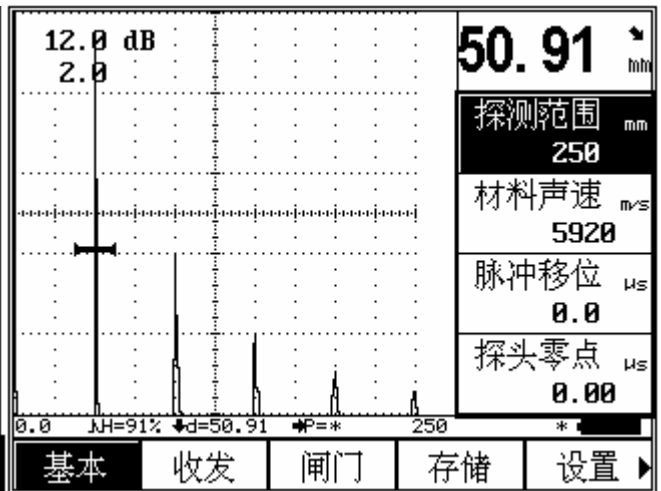 12.0 dB
2.0
50.91 mm
探测范围 mm
250
材料声速 m/s
5920
脉冲移位 µs
0.0
探头零点 µs
0.00
0.0 H=91% d=50.91 P=* 250 *
基本 收发 闸门 存储 设置